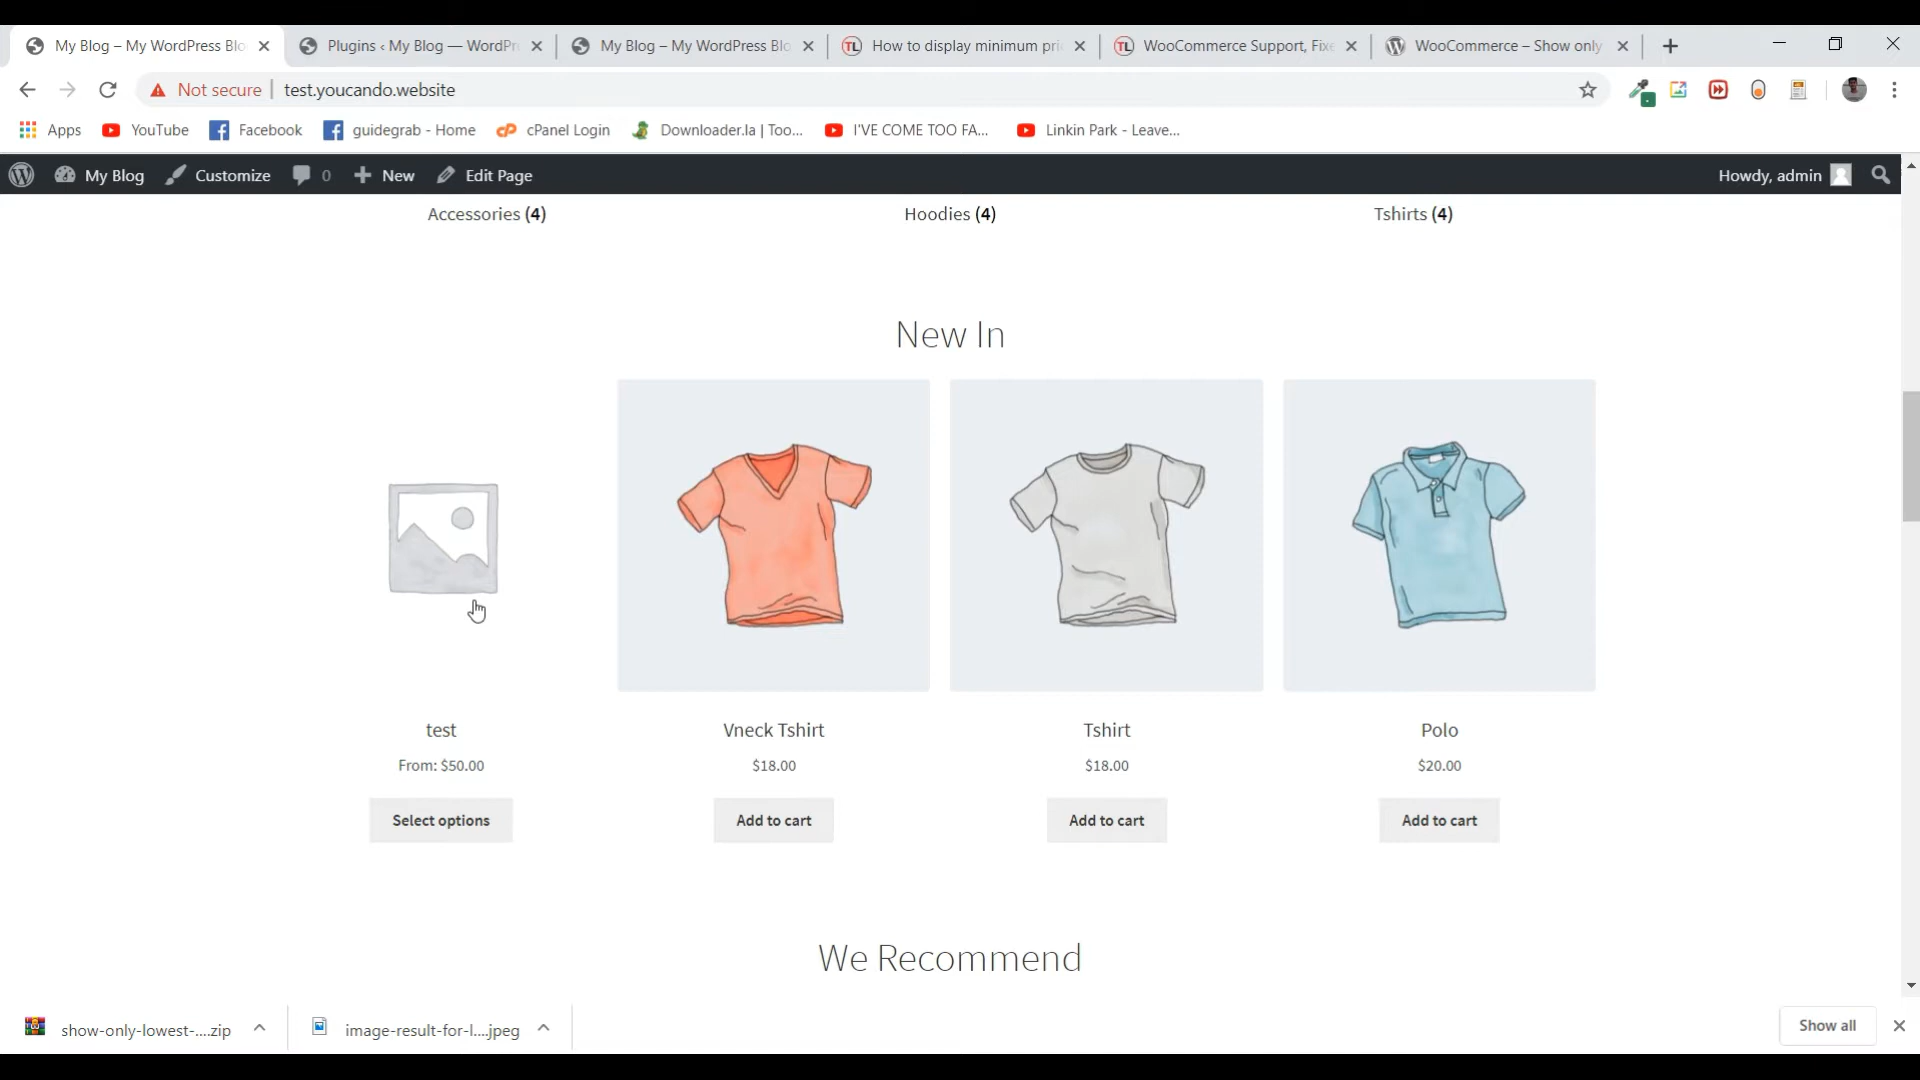 My Blog – My WordPress Blo
Plugins ‹ My Blog — WordPr
My Blog – My WordPress Blo
How to display minimum pri
WooCommerce Support, Fixe
WooCommerce – Show only
Not secure
test.youcando.website
Apps
YouTube
Facebook
guidegrab - Home
cPanel Login
Downloader.la | Too...
I'VE COME TOO FA...
Linkin Park - Leave...
My Blog
Customize
0
New
Edit Page
Howdy, admin
Accessories (4)
Hoodies (4)
Tshirts (4)
New In
test
Vneck Tshirt
Tshirt
Polo
From: $50.00
$18.00
$18.00
$20.00
Select options
Add to cart
Add to cart
Add to cart
We Recommend
show-only-lowest-....zip
image-result-for-l....jpeg
Show all